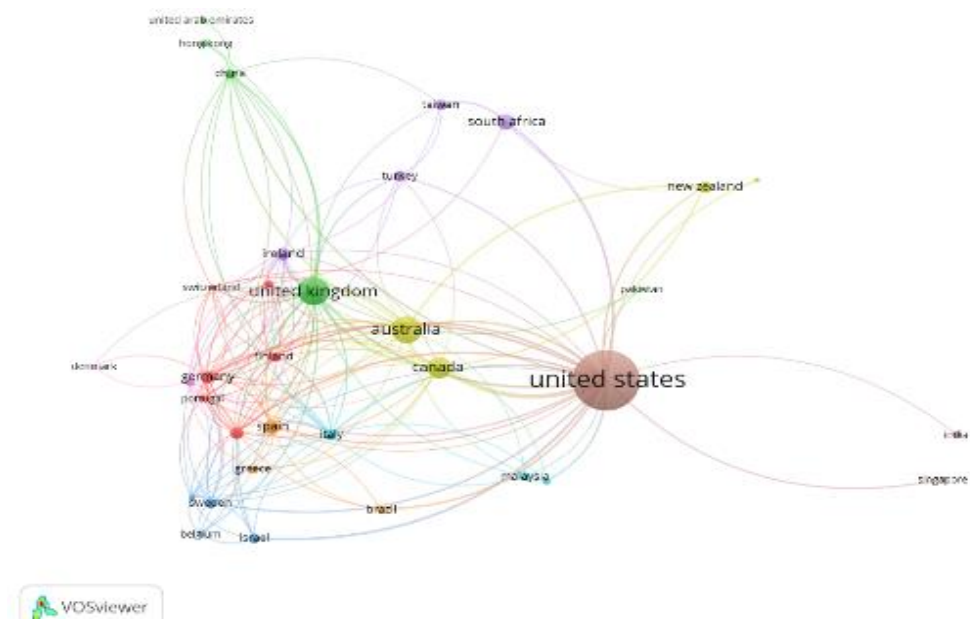 united arab emirates
hong kong
china
taiwan
south africa
turkey
new zealand
ireland
switzerland
united kingdom
pakistan
australia
finland
denmark
canada
germany
united states
portugal
spain
italy
india
greece
malaysia
singapore
sweden
brazil
belgium
israel
VOSviewer